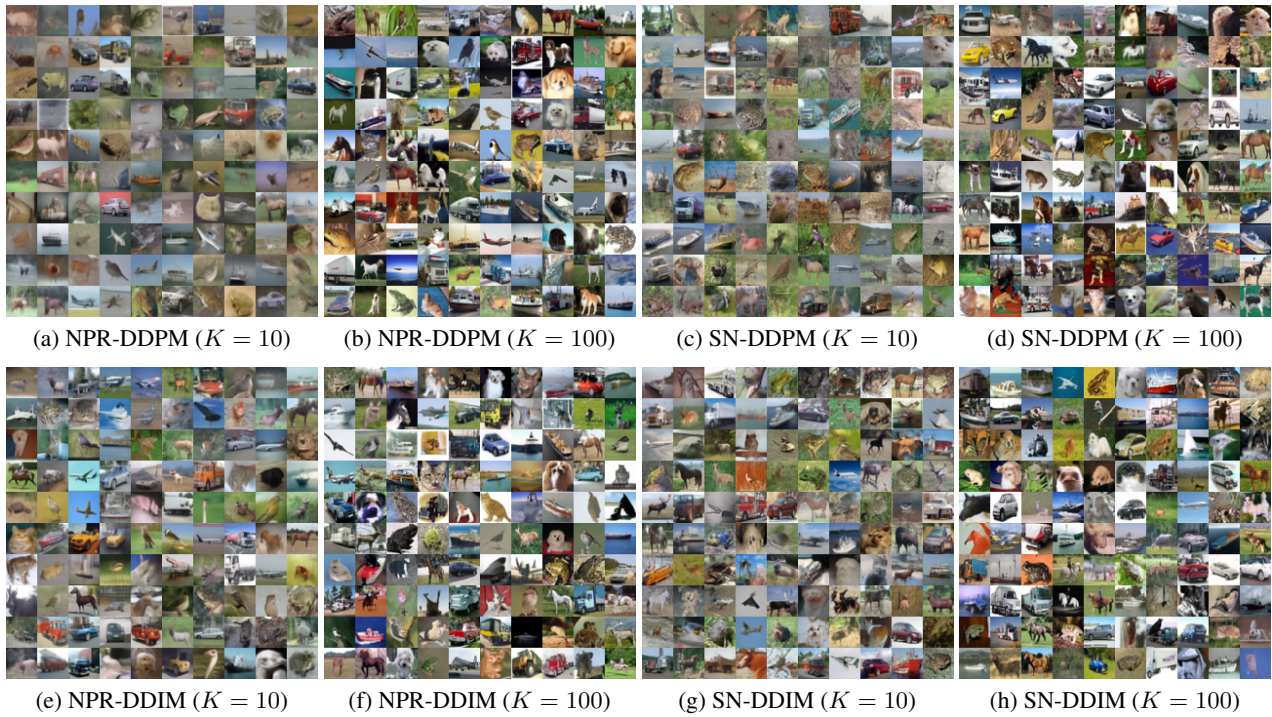 (a) NPR-DDPM (K = 10)
(b) NPR-DDPM (K = 100)
(c) SN-DDPM (K = 10)
(d) SN-DDPM (K = 100)
(e) NPR-DDIM (K = 10)
(f) NPR-DDIM (K = 100)
(g) SN-DDIM (K = 10)
(h) SN-DDIM (K = 100)